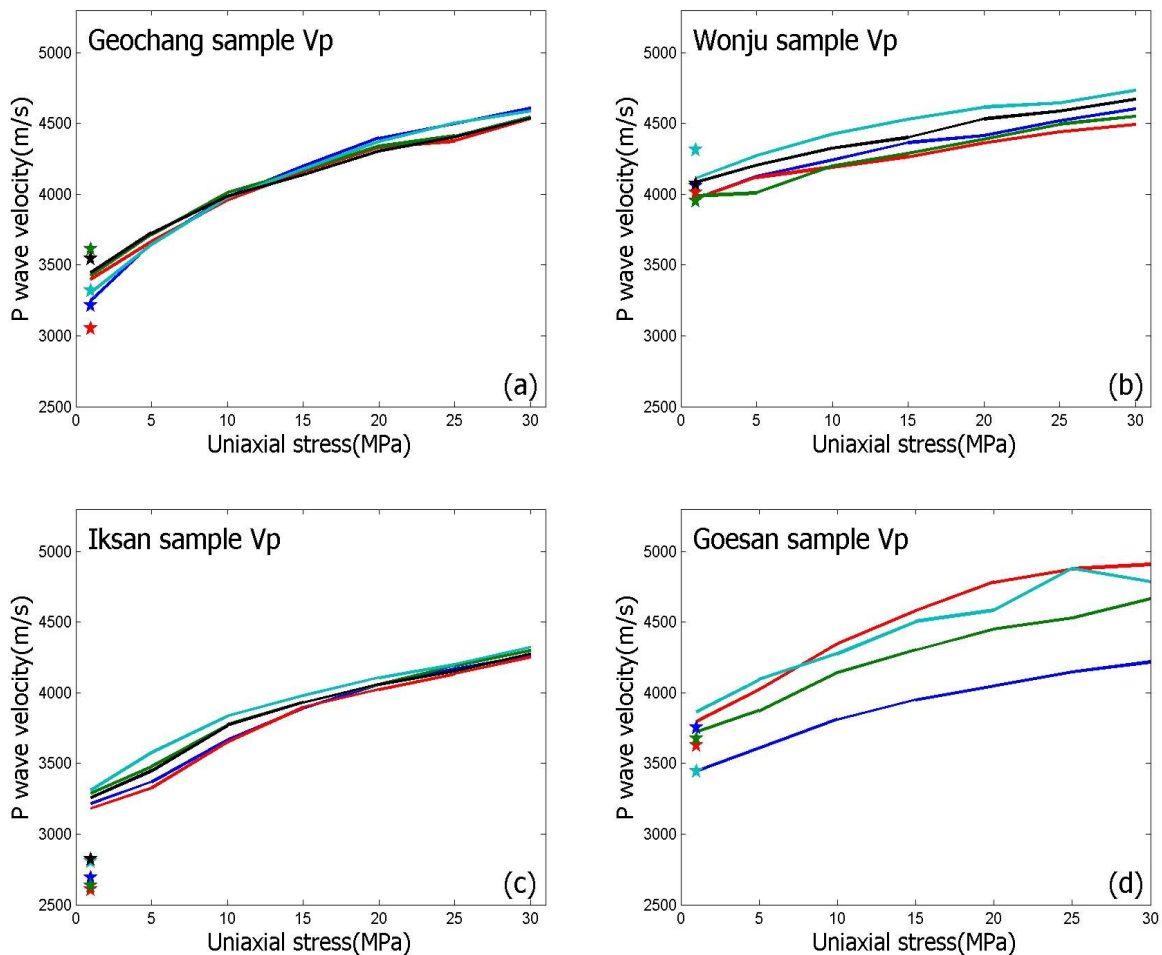 Geochang sample Vp
5000
4500
4000
3500
3000
2500
P wave velocity(m/s)
0 5 10 15 20 25 30
Uniaxial stress(MPa)
(a)
Wonju sample Vp
5000
4500
4000
3500
3000
2500
P wave velocity(m/s)
0 5 10 15 20 25 30
Uniaxial stress(MPa)
(b)
Iksan sample Vp
5000
4500
4000
3500
3000
2500
P wave velocity(m/s)
0 5 10 15 20 25 30
Uniaxial stress(MPa)
(c)
Goesan sample Vp
5000
4500
4000
3500
3000
2500
P wave velocity(m/s)
0 5 10 15 20 25 30
Uniaxial stress(MPa)
(d)